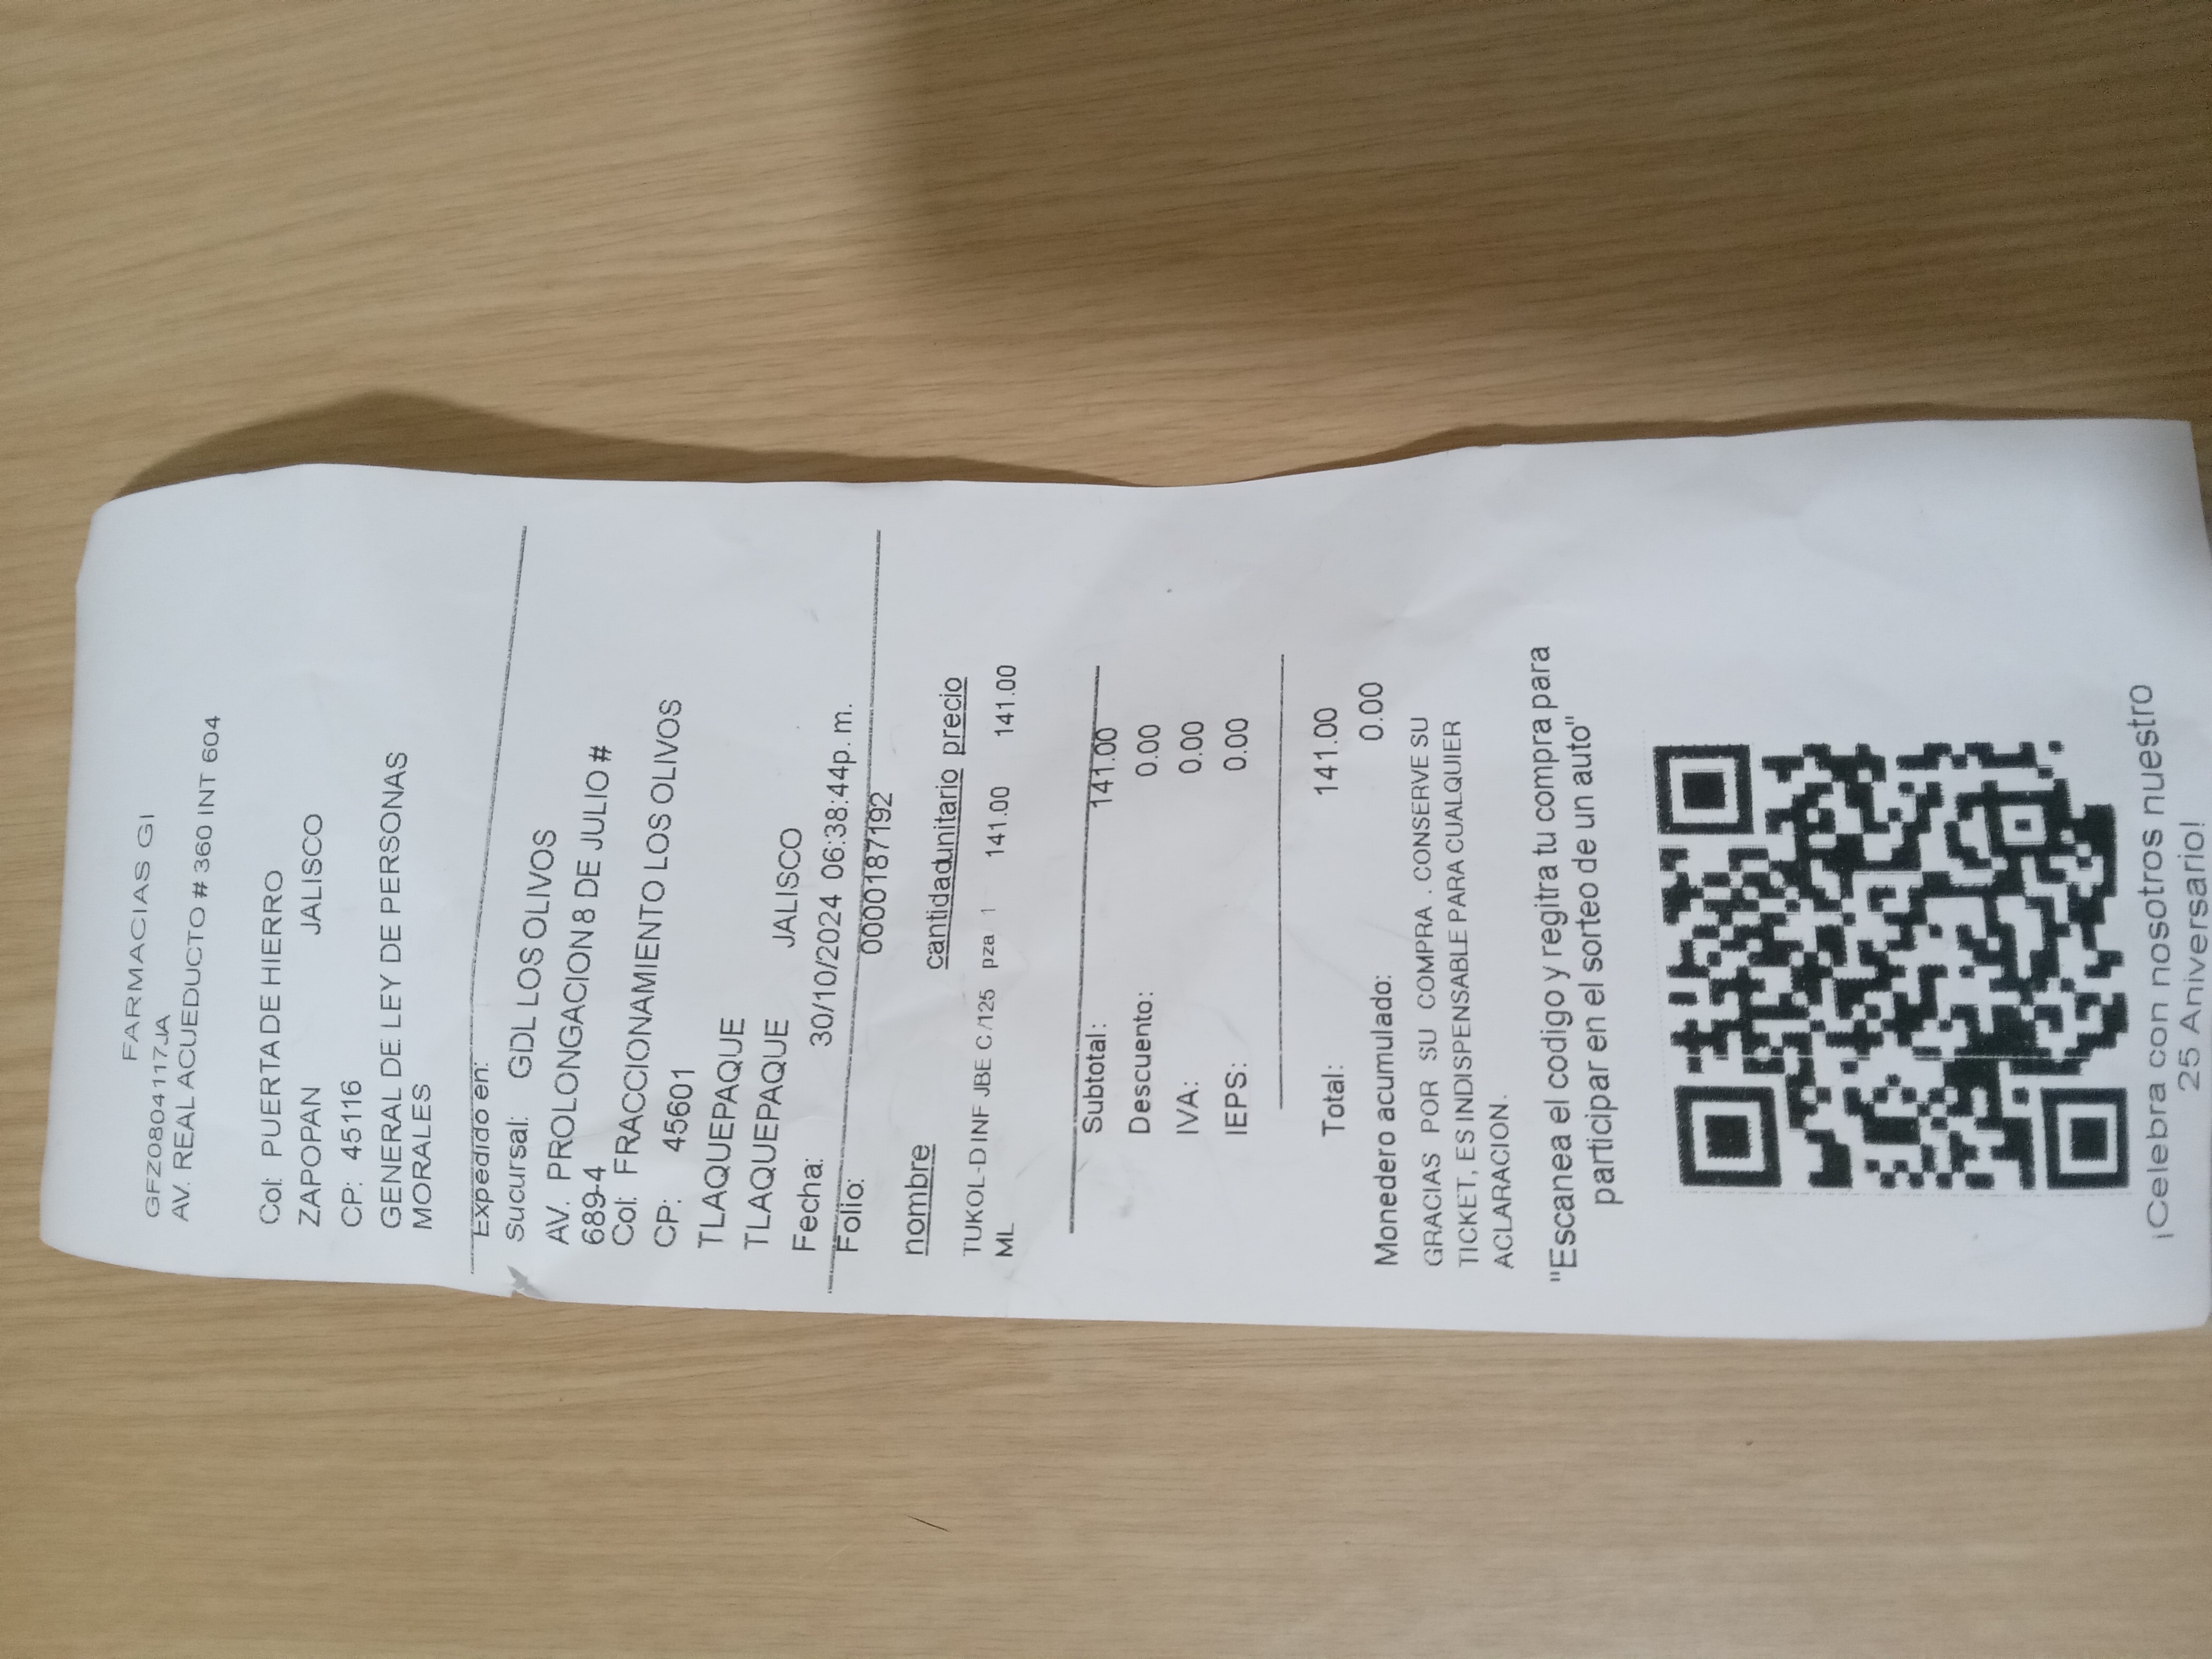 FARMACIAS GI
GFZ0804117JA
AV. REAL ACUEDUCTO # 360 INT 604
Col: PUERTA DE HIERRO
ZAPOPAN JALISCO
CP: 45116
GENERAL DE LEY DE PERSONAS
MORALES
Expedido en:
Sucursal: GDL LOS OLIVOS
AV. PROLONGACION 8 DE JULIO #
689-4
Col: FRACCIONAMIENTO LOS OLIVOS
CP: 45601
TLAQUEPAQUE
TLAQUEPAQUE JALISCO
Fecha: 30/10/2024 06:38:44p. m.
Folio: 0000187192
nombre cantidadunitario precio
TUKOL-D INF JBE C/125 pza 1 141.00 141.00
ML
Subtotal: 141.00
Descuento: 0.00
IVA: 0.00
IEPS: 0.00
Total: 141.00
Monedero acumulado: 0.00
GRACIAS POR SU COMPRA . CONSERVE SU
TICKET, ES INDISPENSABLE PARA CUALQUIER
ACLARACION.
"Escanea el codigo y regitra tu compra para
participar en el sorteo de un auto"
¡Celebra con nosotros nuestro
25 Aniversario!